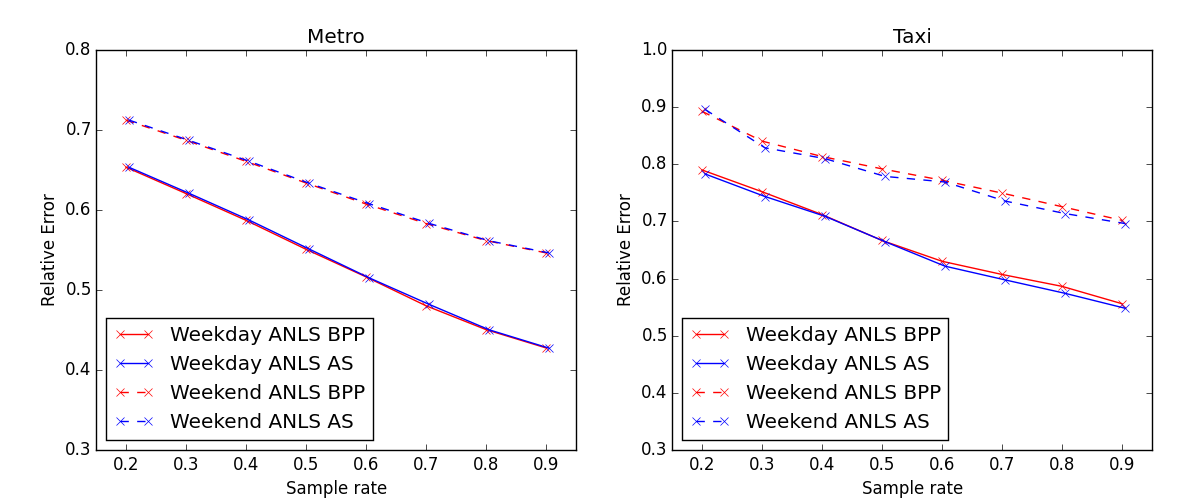 Metro
0.8
0.7
0.6
0.5
0.4
0.3
Relative Error
Weekday ANLS BPP
Weekday ANLS AS
Weekend ANLS BPP
Weekend ANLS AS
0.2 0.3 0.4 0.5 0.6 0.7 0.8 0.9
Sample rate
Taxi
1.0
0.9
0.8
0.7
0.6
0.5
0.4
0.3
Relative Error
Weekday ANLS BPP
Weekday ANLS AS
Weekend ANLS BPP
Weekend ANLS AS
0.2 0.3 0.4 0.5 0.6 0.7 0.8 0.9
Sample rate